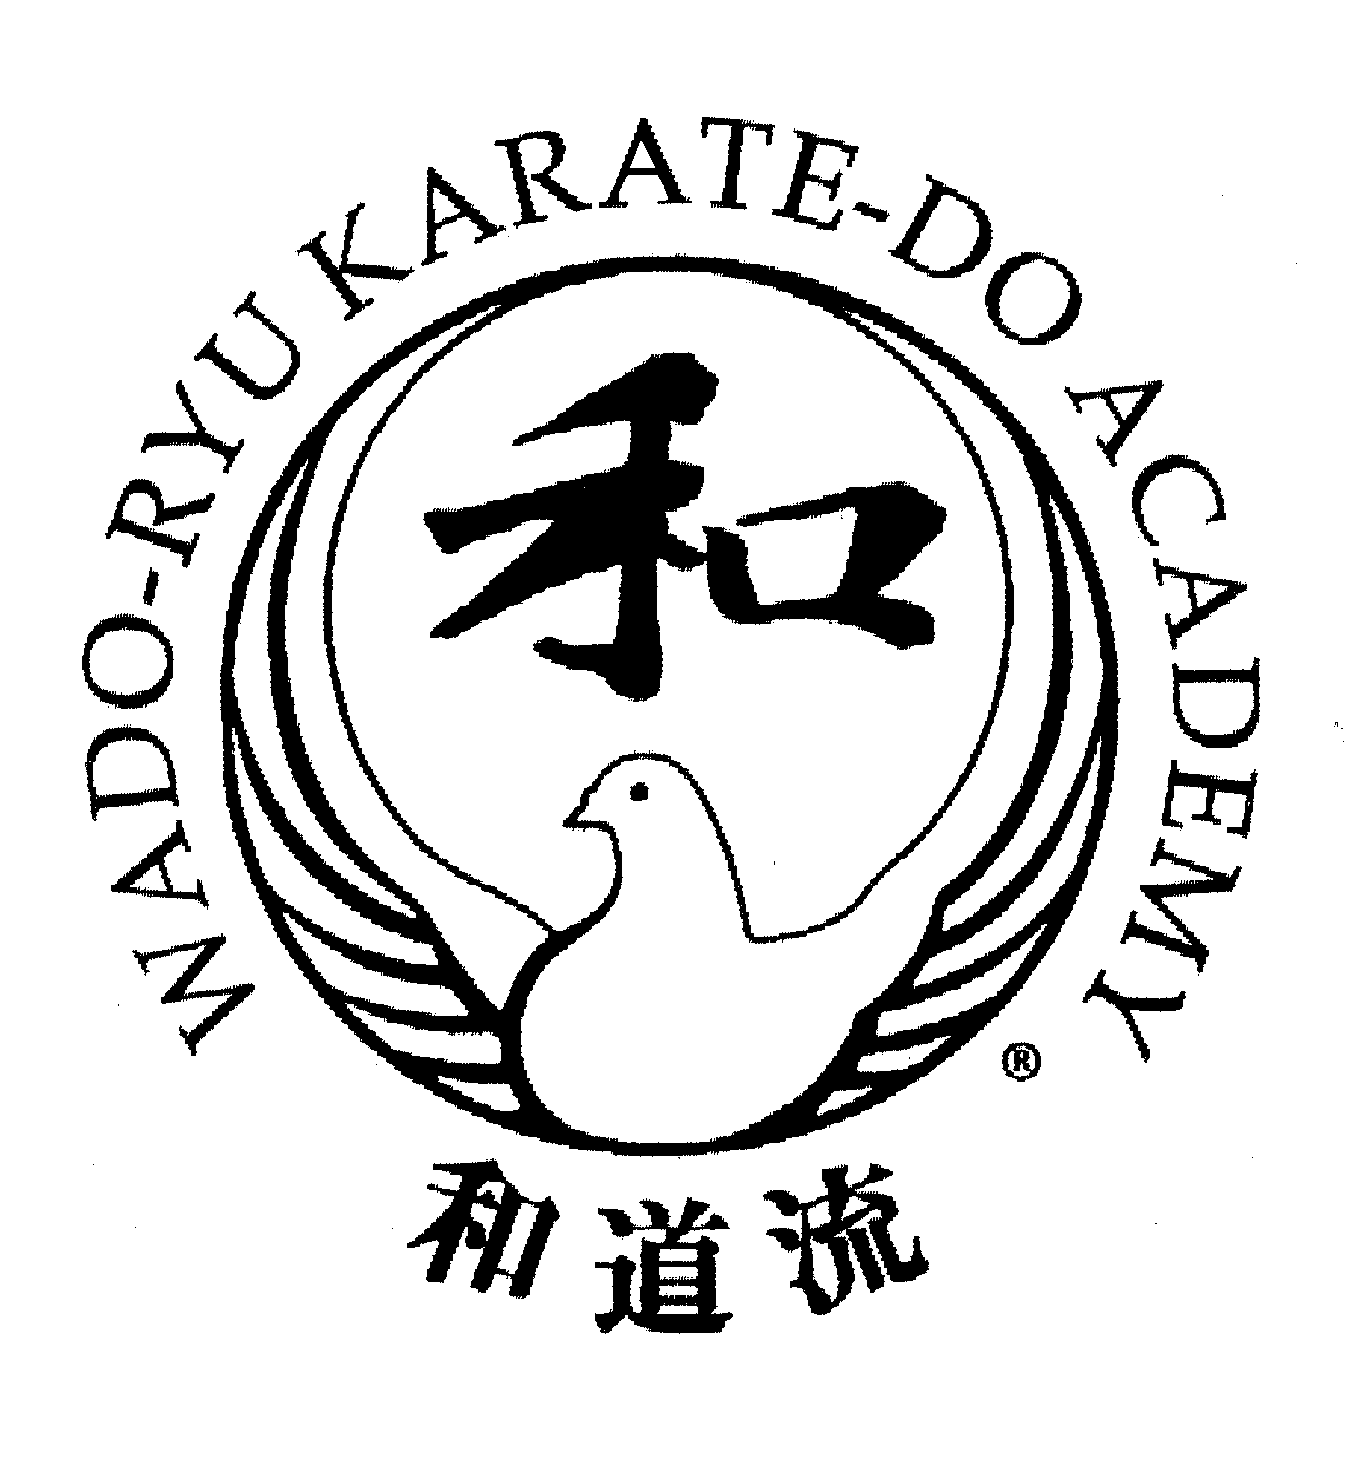 WADO-RYU KARATE-DO ACADEMY
和
®
和道流